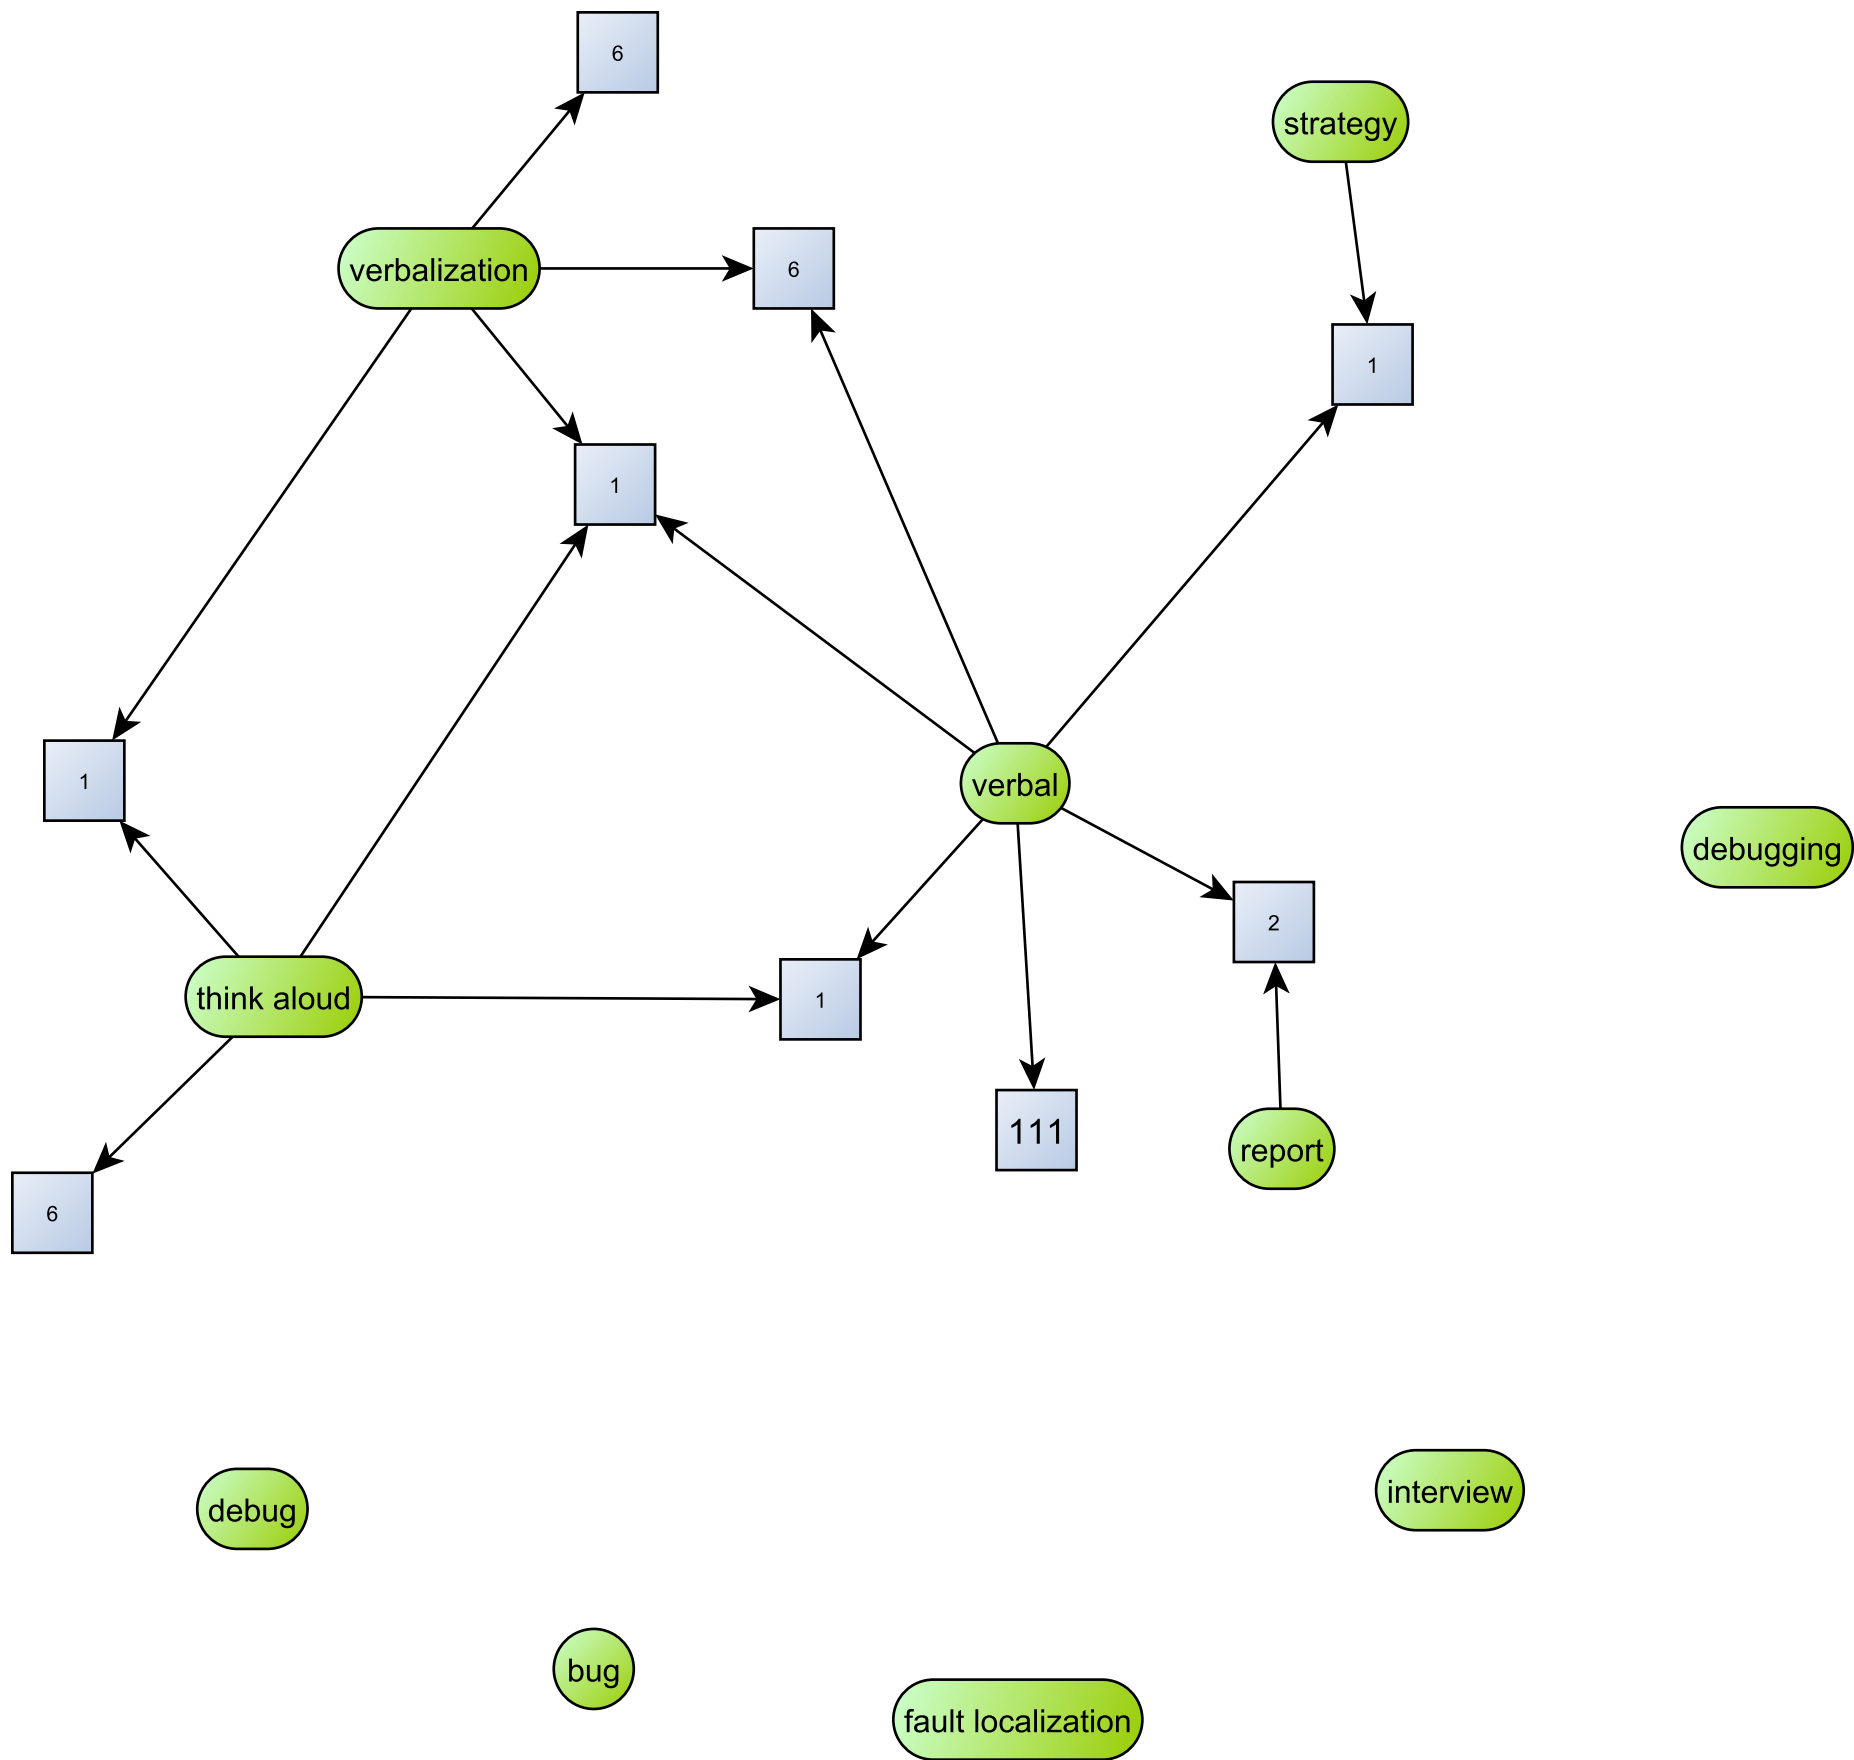 6
strategy
verbalization
6
1
1
1
verbal
debugging
2
think aloud
1
111
report
6
interview
debug
bug
fault localization